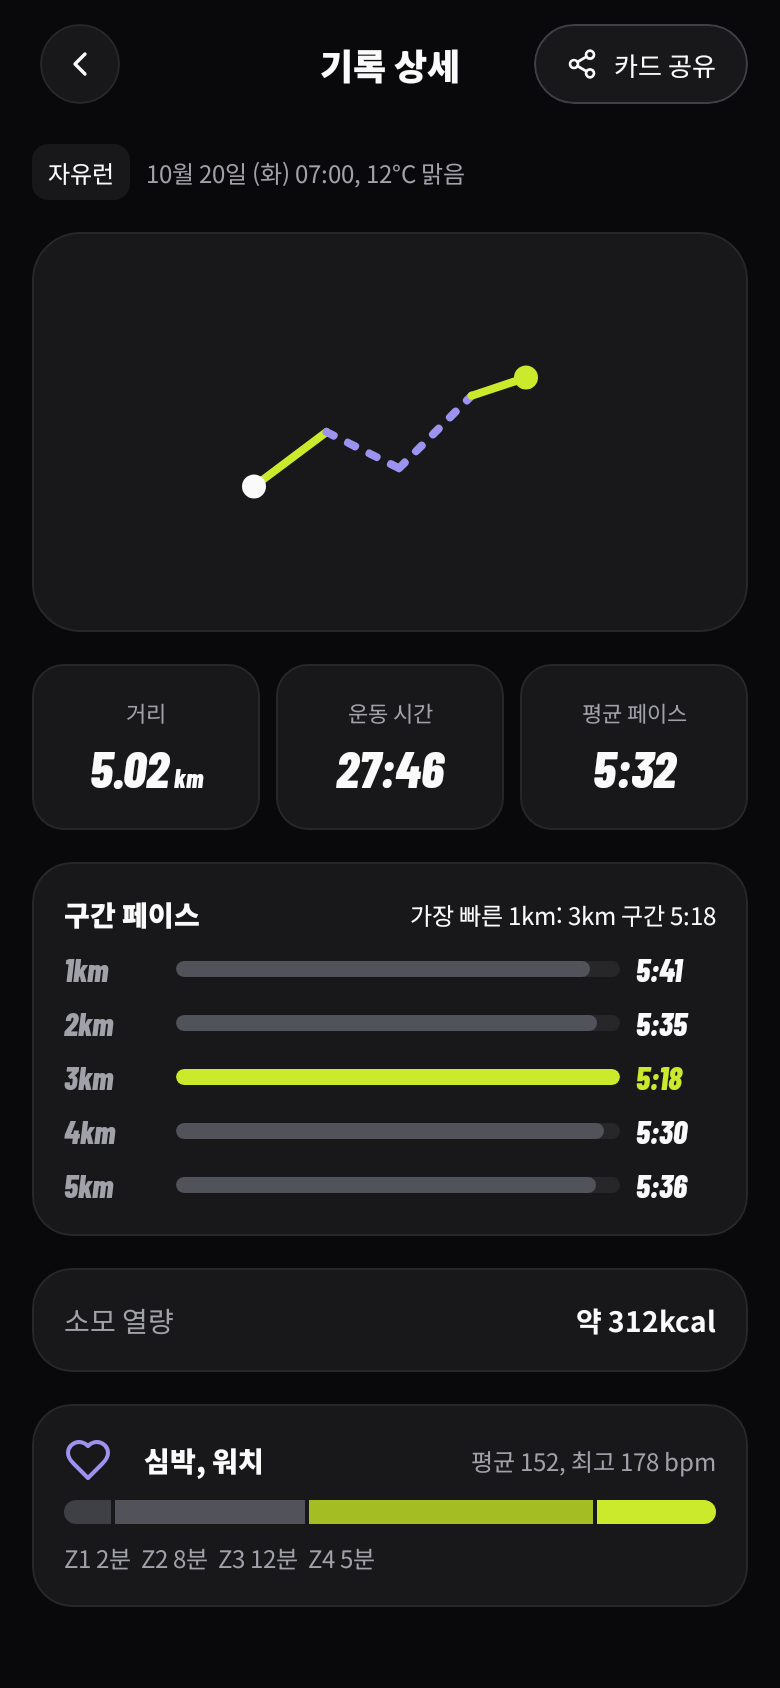 기록 상세
카드 공유
자유런
10월 20일 (화) 07:00, 12°C 맑음
거리
5.02 km
운동 시간
27:46
평균 페이스
5:32
구간 페이스
가장 빠른 1km: 3km 구간 5:18
1km 5:41
2km 5:35
3km 5:18
4km 5:30
5km 5:36
소모 열량
약 312kcal
심박, 워치
평균 152, 최고 178 bpm
Z1 2분 Z2 8분 Z3 12분 Z4 5분